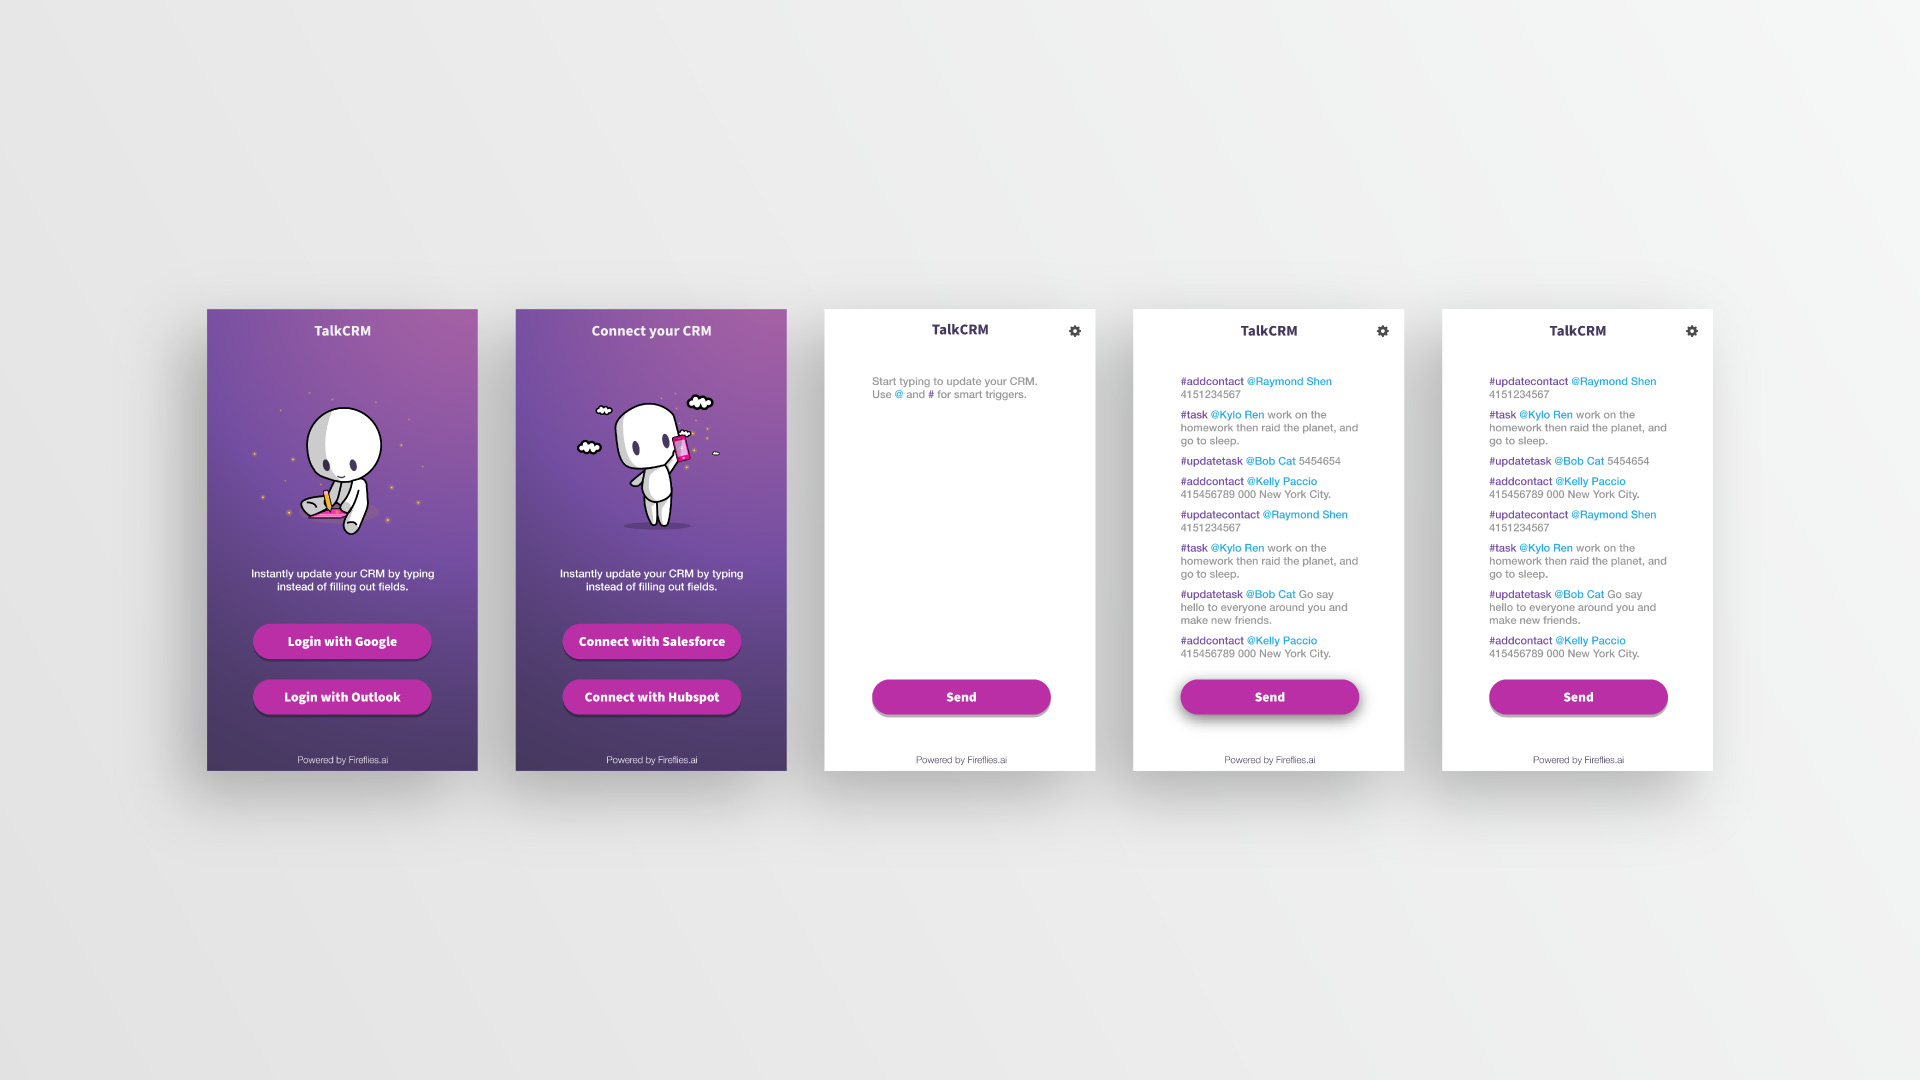 TalkCRM
Instantly update your CRM by typing
instead of filling out fields.
Login with Google
Login with Outlook
Powered by Fireflies.ai
Connect your CRM
Instantly update your CRM by typing
instead of filling out fields.
Connect with Salesforce
Connect with Hubspot
Powered by Fireflies.ai
TalkCRM
Start typing to update your CRM.
Use @ and # for smart triggers.
Send
Powered by Fireflies.ai
TalkCRM
#addcontact @Raymond Shen
4151234567
#task @Kylo Ren work on the
homework then raid the planet, and
go to sleep.
#updatetask @Bob Cat 5454654
#addcontact @Kelly Paccio
415456789 000 New York City.
#updatecontact @Raymond Shen
4151234567
#task @Kylo Ren work on the
homework then raid the planet, and
go to sleep.
#updatetask @Bob Cat Go say
hello to everyone around you and
make new friends.
#addcontact @Kelly Paccio
415456789 000 New York City.
Send
Powered by Fireflies.ai
TalkCRM
#updatecontact @Raymond Shen
4151234567
#task @Kylo Ren work on the
homework then raid the planet, and
go to sleep.
#updatetask @Bob Cat 5454654
#addcontact @Kelly Paccio
415456789 000 New York City.
#updatecontact @Raymond Shen
4151234567
#task @Kylo Ren work on the
homework then raid the planet, and
go to sleep.
#updatetask @Bob Cat Go say
hello to everyone around you and
make new friends.
#addcontact @Kelly Paccio
415456789 000 New York City.
Send
Powered by Fireflies.ai